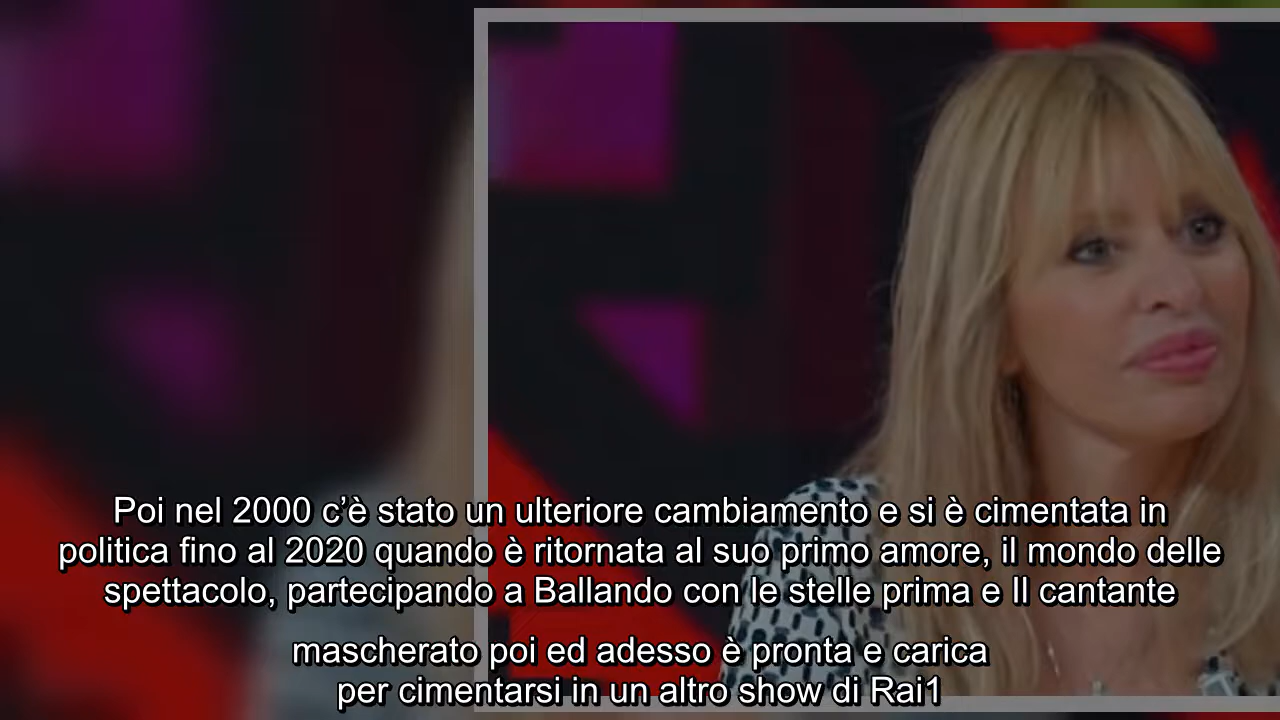 Poi nel 2000 c’è stato un ulteriore cambiamento e si è cimentata in
politica fino al 2020 quando è ritornata al suo primo amore, il mondo delle
spettacolo, partecipando a Ballando con le stelle prima e Il cantante
mascherato poi ed adesso è pronta e carica
per cimentarsi in un altro show di Rai1